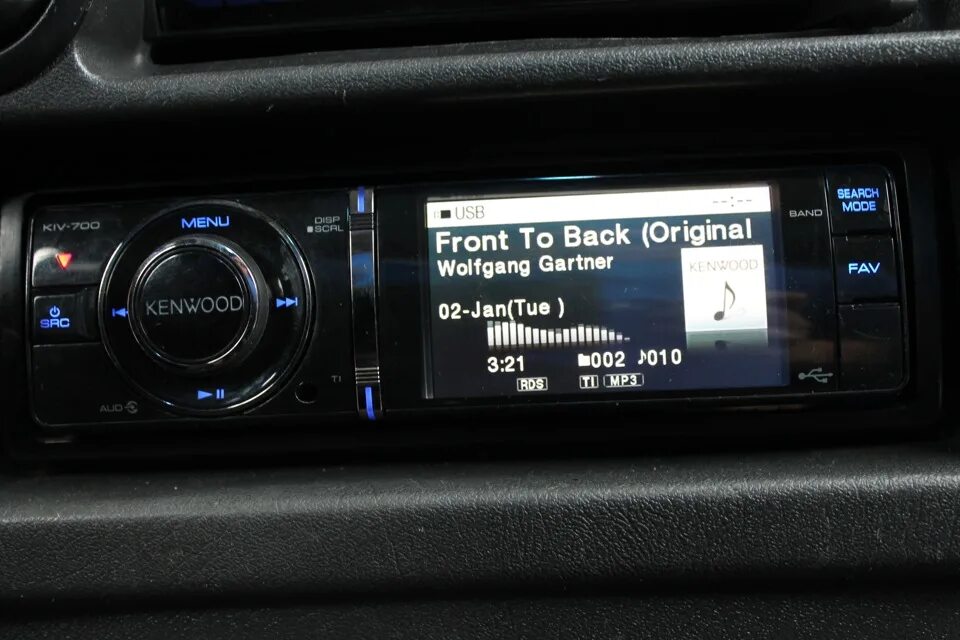 KIV-700
MENU
DISP
SCRL
SRC
KENWOOD
TI
AUD
USB
--:--
Front To Back (Original
Wolfgang Gartner
KENWOOD
02-Jan(Tue )
3:21
002
010
RDS
TI
MP3
BAND
SEARCH
MODE
FAV